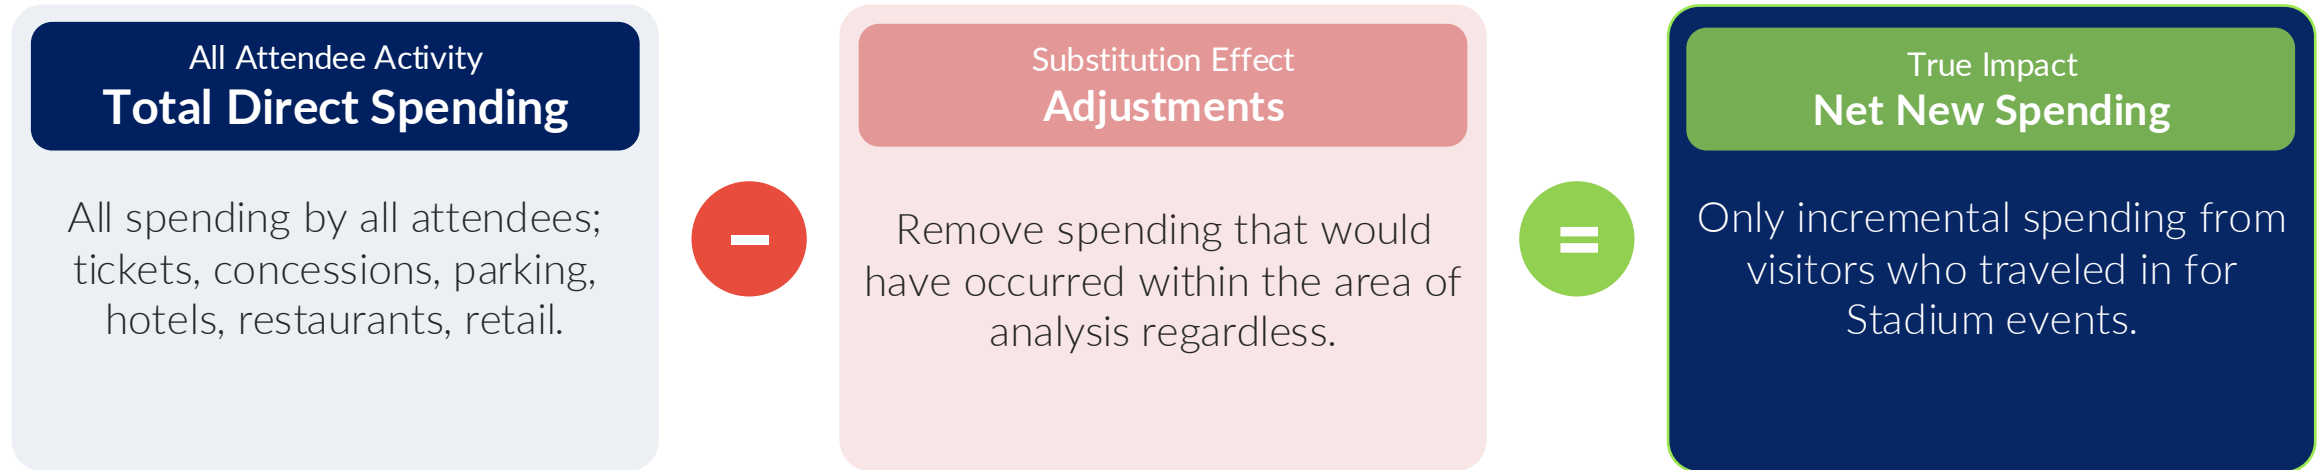 All Attendee Activity
Total Direct Spending
All spending by all attendees;
tickets, concessions, parking,
hotels, restaurants, retail.
–
Substitution Effect
Adjustments
Remove spending that would
have occurred within the area of
analysis regardless.
=
True Impact
Net New Spending
Only incremental spending from
visitors who traveled in for
Stadium events.